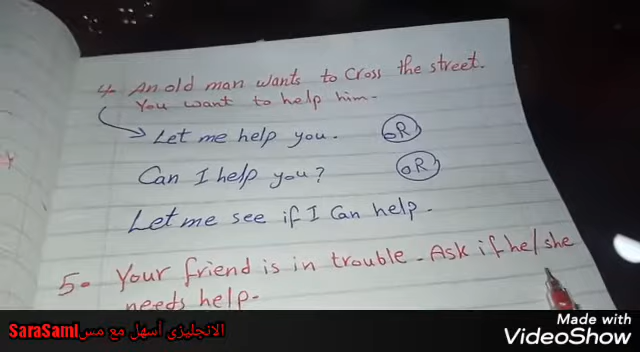 4- An old man wants to cross the street.
You want to help him.
Let me help you. OR
Can I help you? OR
Let me see if I can help.
5- Your friend is in trouble. Ask if he/she
needs help.
الانجليزى أسهل مع مس SaraSami
Made with
VideoShow